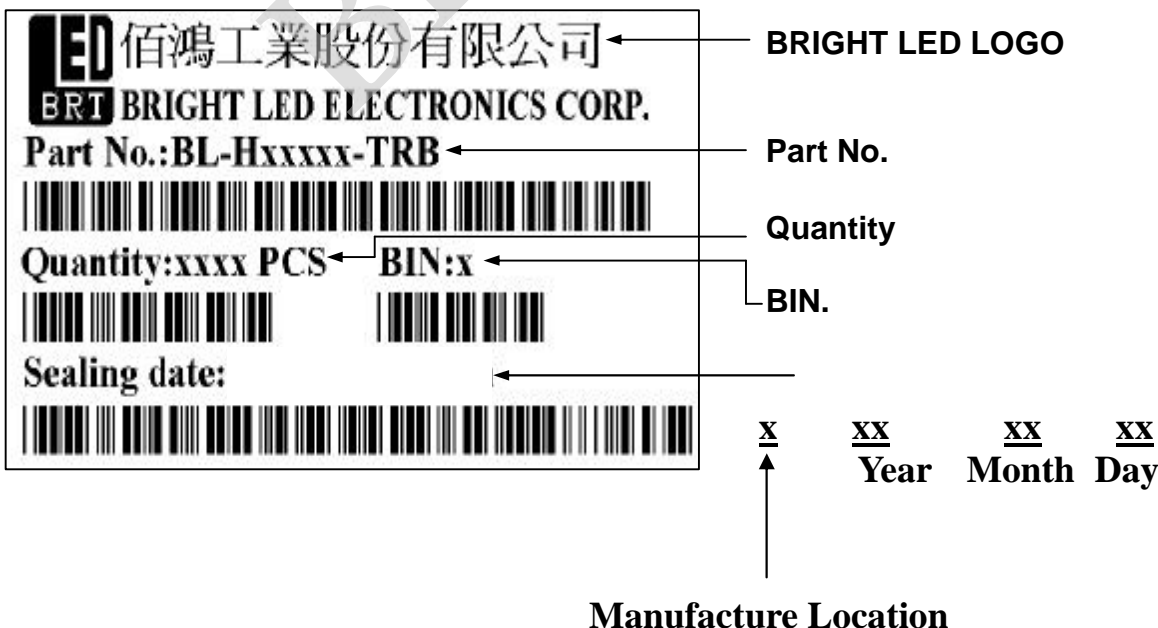 LED 佰鴻工業股份有限公司 BRIGHT LED LOGO
BRT BRIGHT LED ELECTRONICS CORP.
Part No.:BL-Hxxxxx-TRB Part No.
Quantity
Quantity:xxxx PCS BIN:x
BIN.
Sealing date:
x xx xx xx
Year Month Day
Manufacture Location